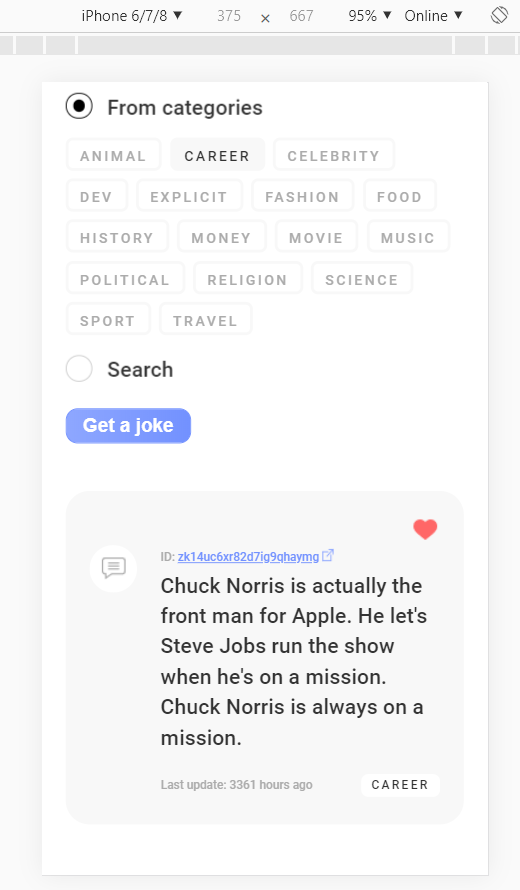 iPhone 6/7/8 ▼ 375 × 667 95% ▼ Online ▼
From categories
ANIMAL CAREER CELEBRITY
DEV EXPLICIT FASHION FOOD
HISTORY MONEY MOVIE MUSIC
POLITICAL RELIGION SCIENCE
SPORT TRAVEL
Search
Get a joke
ID: zk14uc6xr82d7ig9qhaymg
Chuck Norris is actually the
front man for Apple. He let's
Steve Jobs run the show
when he's on a mission.
Chuck Norris is always on a
mission.
Last update: 3361 hours ago CAREER